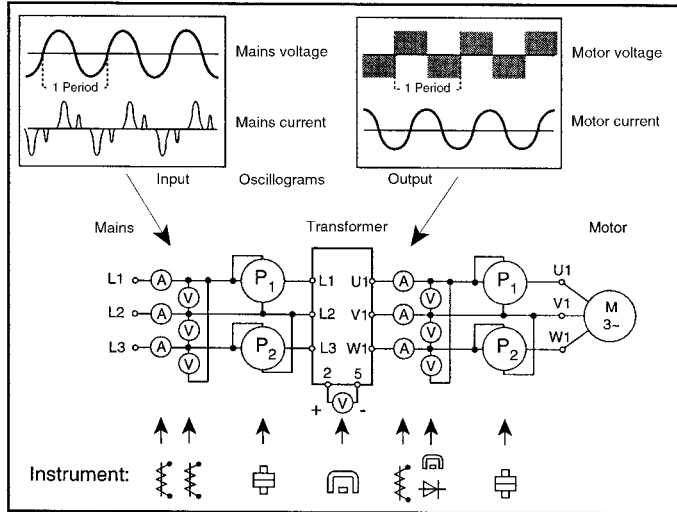 Mains voltage
1 Period
Mains current
Motor voltage
1 Period
Motor current
Input Oscillograms Output
Mains Transformer Motor
L1 A P1 L1 U1 A P1 U1
V V
L2 A L2 V1 A V1 M 3~
V V
L3 A P2 L3 W1 A P2 W1
V 2 5 V
+ V -
Instrument: